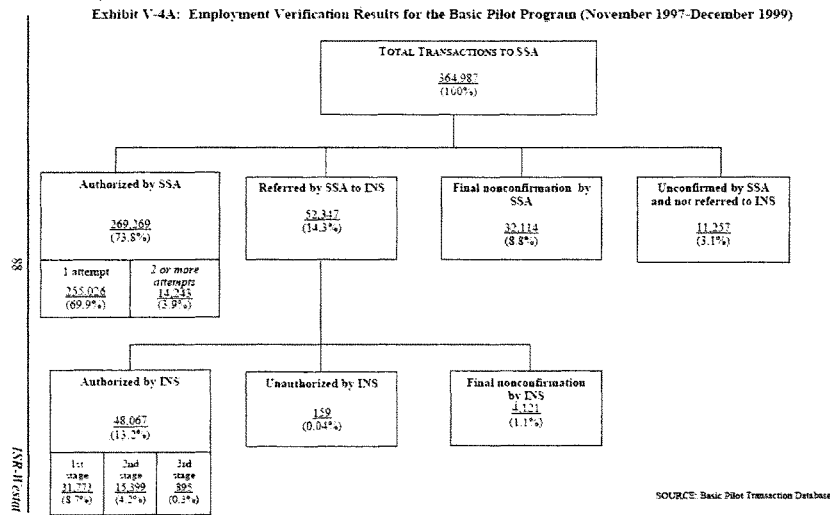 Exhibit V-4A: Employment Verification Results for the Basic Pilot Program (November 1997-December 1999)
TOTAL TRANSACTIONS TO SSA
364,987
(100%)
Authorized by SSA
269,269
(73.8%)
1 attempt
255,026
(69.9%)
2 or more
attempts
14,243
(3.9%)
Referred by SSA to INS
52,347
(14.3%)
Final nonconfirmation by
SSA
32,114
(8.8%)
Unconfirmed by SSA
and not referred to INS
11,257
(3.1%)
Authorized by INS
48,067
(13.2%)
1st
stage
31,773
(8.7%)
2nd
stage
15,399
(4.2%)
3rd
stage
895
(0.3%)
Unauthorized by INS
159
(0.04%)
Final nonconfirmation
by INS
4,121
(1.1%)
SOURCE: Basic Pilot Transaction Database
88
ISR-Westat